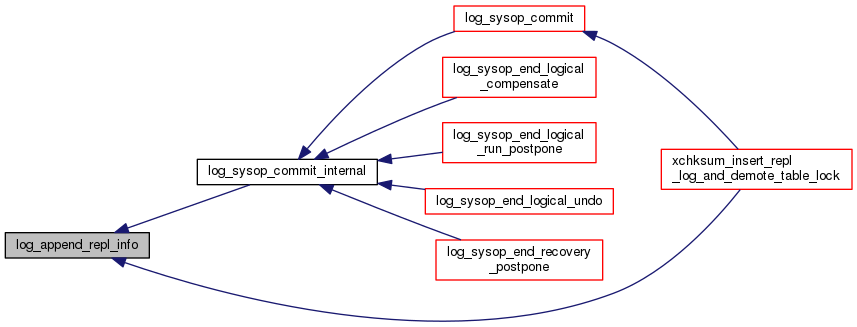 log_sysop_commit
log_sysop_end_logical
_compensate
log_sysop_end_logical
_run_postpone
xchksum_insert_repl
_log_and_demote_table_lock
log_sysop_commit_internal
log_sysop_end_logical_undo
log_append_repl_info
log_sysop_end_recovery
_postpone